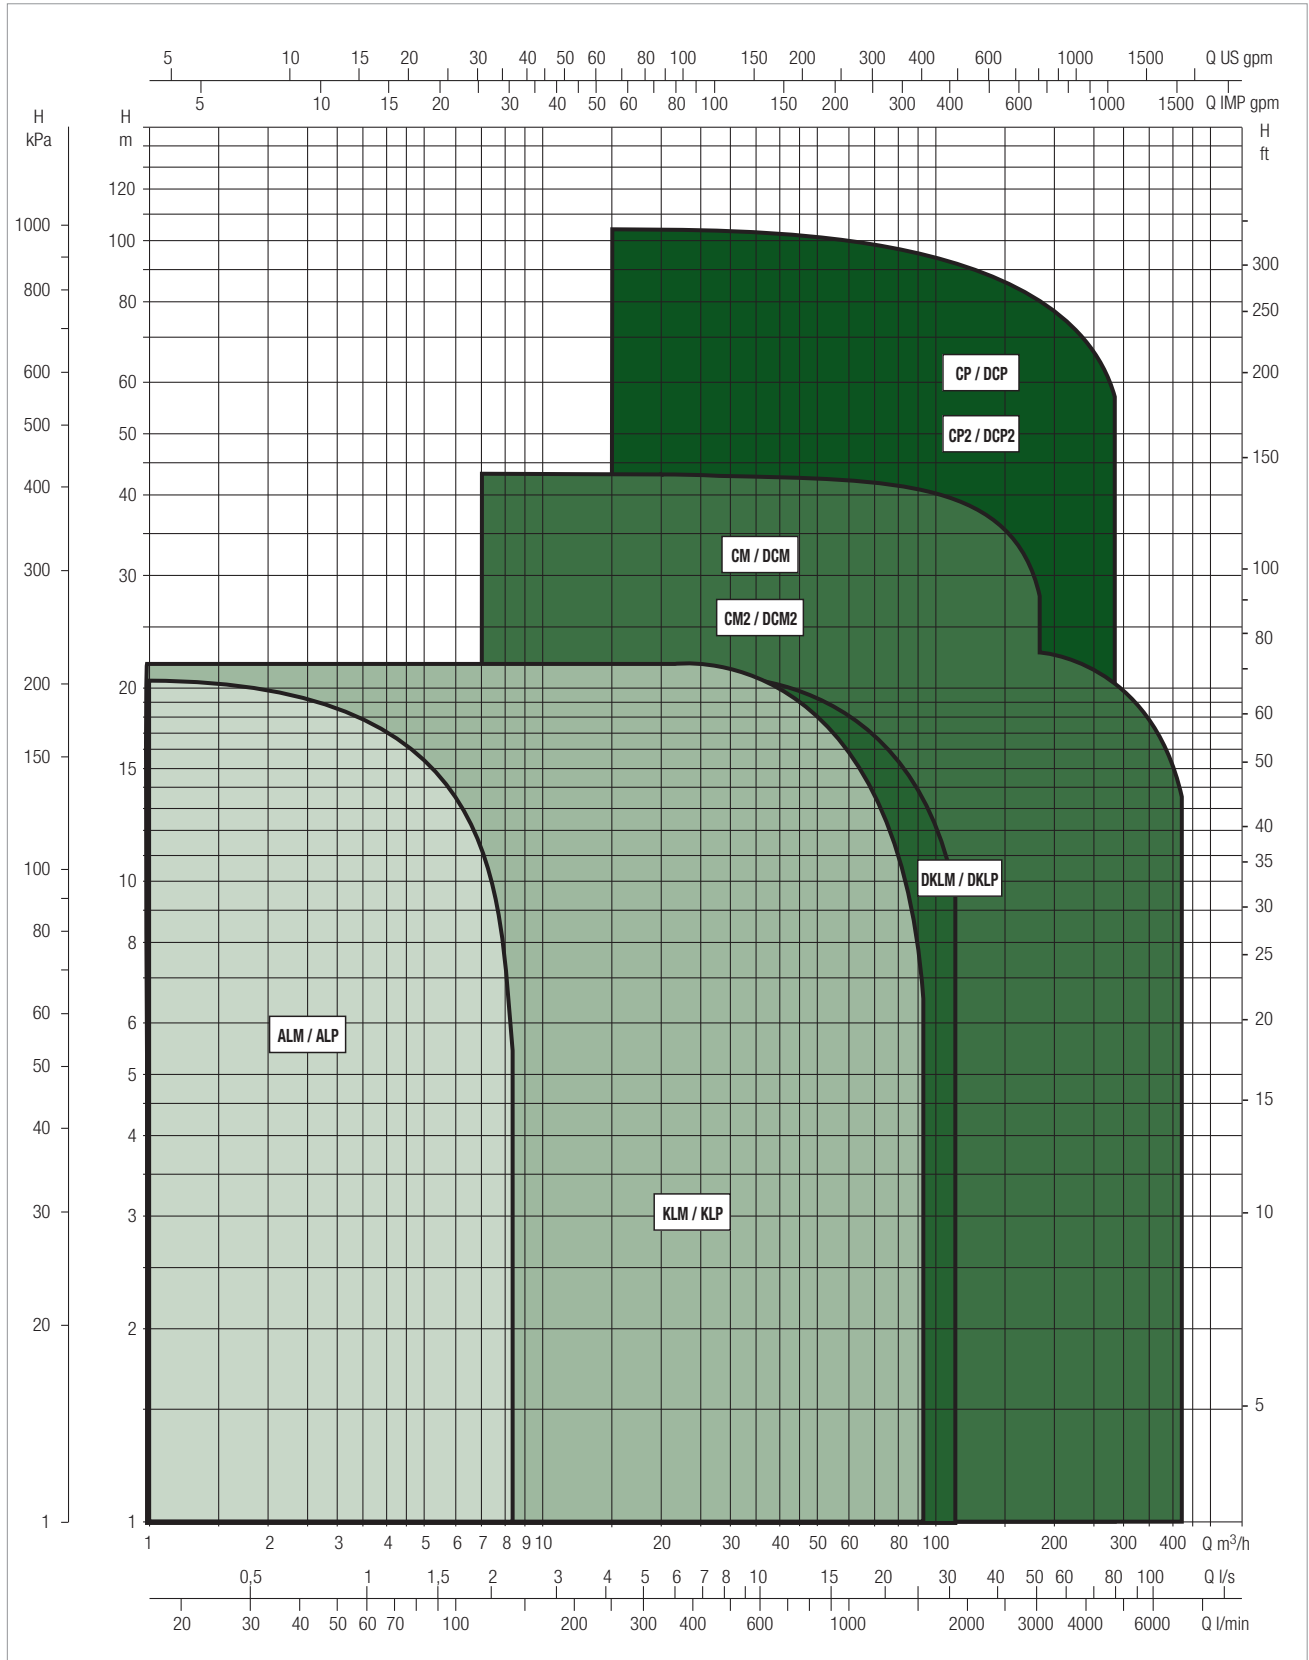 5 10 15 20 30 40 50 60 80 100 150 200 300 400 600 1000 1500 Q US gpm
5 10 15 20 30 40 50 60 80 100 150 200 300 400 600 1000 1500 Q IMP gpm
H
kPa
H
m
H
ft
120
1000
100
300
800
80
250
600
60
200
CP / DCP
500
50
CP2 / DCP2
150
400
40
CM / DCM
300
30
100
CM2 / DCM2
80
200
20
60
150
15
50
40
100
10
35
DKLM / DKLP
30
80
8
25
60
6
20
ALM / ALP
50
5
15
40
4
30
3
10
KLM / KLP
20
2
5
1
1
1 2 3 4 5 6 7 8 9 10 20 30 40 50 60 80 100 200 300 400 Q m³/h
0,5 1 1,5 2 3 4 5 6 7 8 10 15 20 30 40 50 60 80 100 Q l/s
20 30 40 50 60 70 100 200 300 400 600 1000 2000 3000 4000 6000 Q l/min